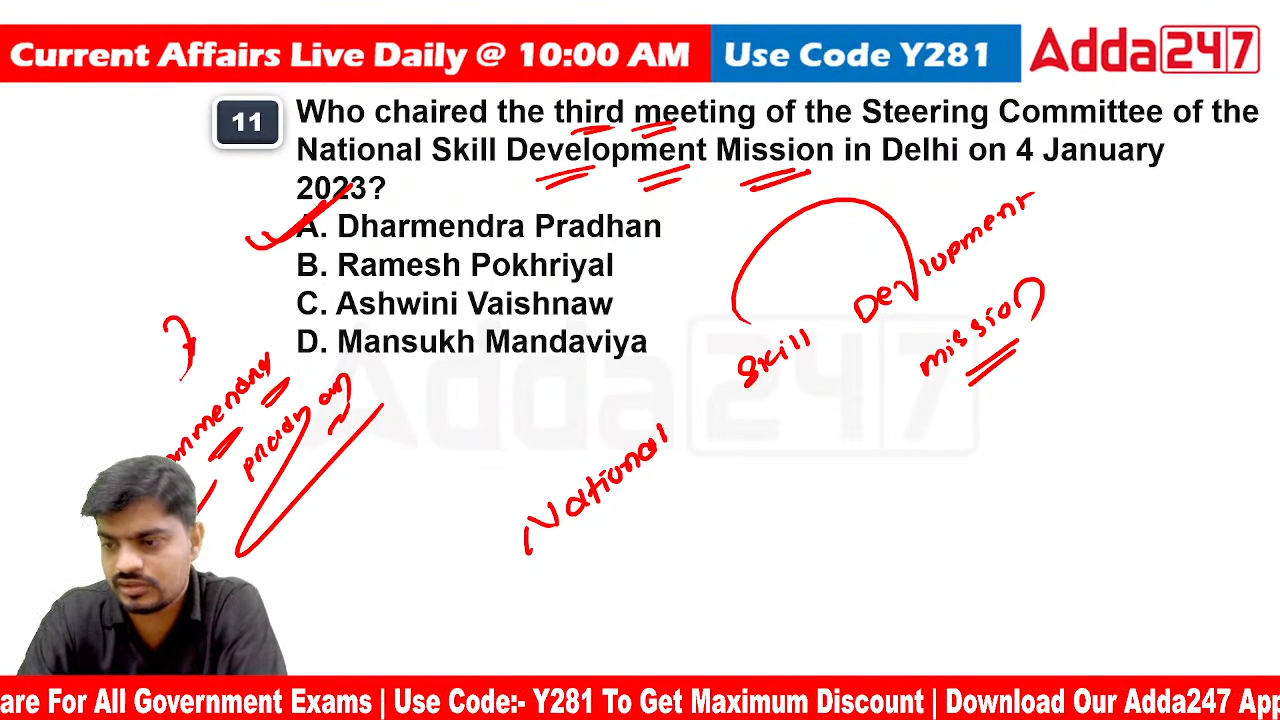 Current Affairs Live Daily @ 10:00 AM
Use Code Y281
Adda247
11
Who chaired the third meeting of the Steering Committee of the
National Skill Development Mission in Delhi on 4 January
2023?
A. Dharmendra Pradhan
B. Ramesh Pokhriyal
C. Ashwini Vaishnaw
D. Mansukh Mandaviya
Adda247
National Skill Devlopment
mission
are For All Government Exams | Use Code:- Y281 To Get Maximum Discount | Download Our Adda247 App